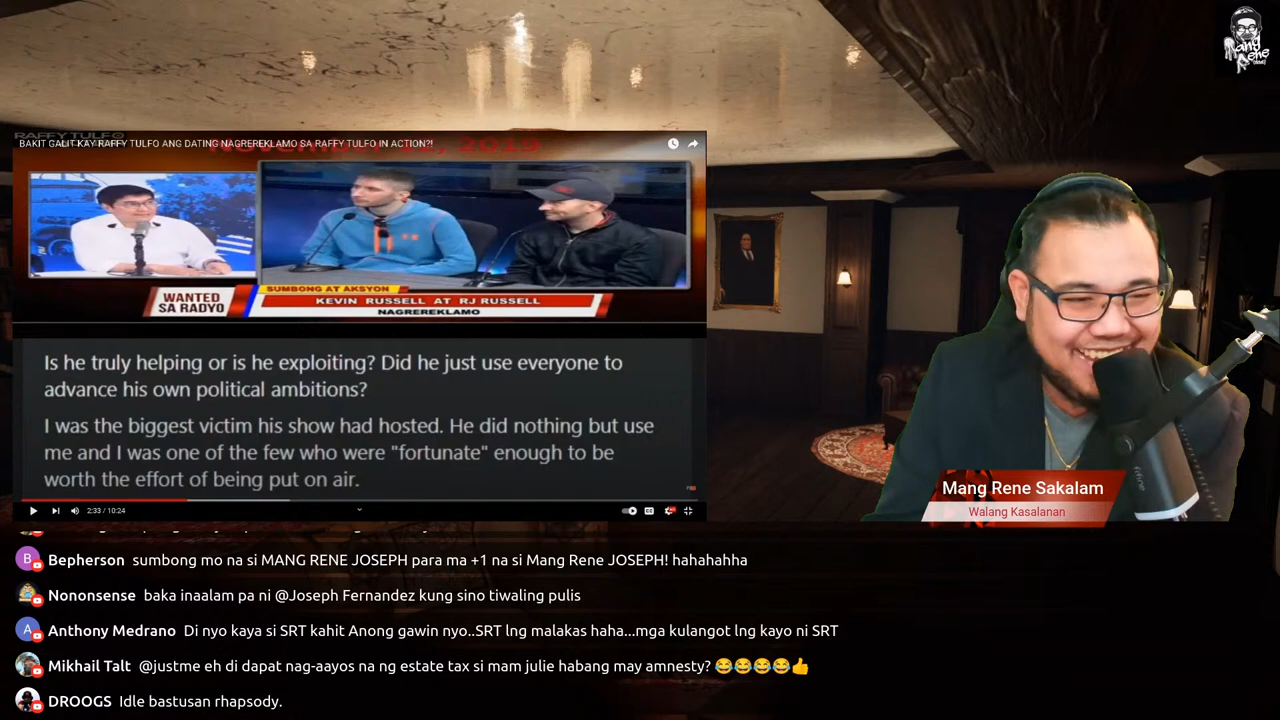 Mang
Rene
RAFFY TULFO
BAKIT GALIT KAY RAFFY TULFO ANG DATING NAGREREKLAMO SA RAFFY TULFO IN ACTION?!
2019
SUMBONG AT AKSYON
WANTED
SA RADYO
KEVIN RUSSELL AT RJ RUSSELL
NAGREREKLAMO
Is he truly helping or is he exploiting? Did he just use everyone to
advance his own political ambitions?
I was the biggest victim his show had hosted. He did nothing but use
me and I was one of the few who were "fortunate" enough to be
worth the effort of being put on air.
2:33 / 10:24
Mang Rene Sakalam
Walang Kasalanan
Bepherson sumbong mo na si MANG RENE JOSEPH para ma +1 na si Mang Rene JOSEPH! hahahahha
Nononsense baka inaalam pa ni @Joseph Fernandez kung sino tiwaling pulis
Anthony Medrano Di nyo kaya si SRT kahit Anong gawin nyo..SRT lng malakas haha...mga kulangot lng kayo ni SRT
Mikhail Talt @justme eh di dapat nag-aayos na ng estate tax si mam julie habang may amnesty? 😂😂😂😂👍
DROOGS Idle bastusan rhapsody.